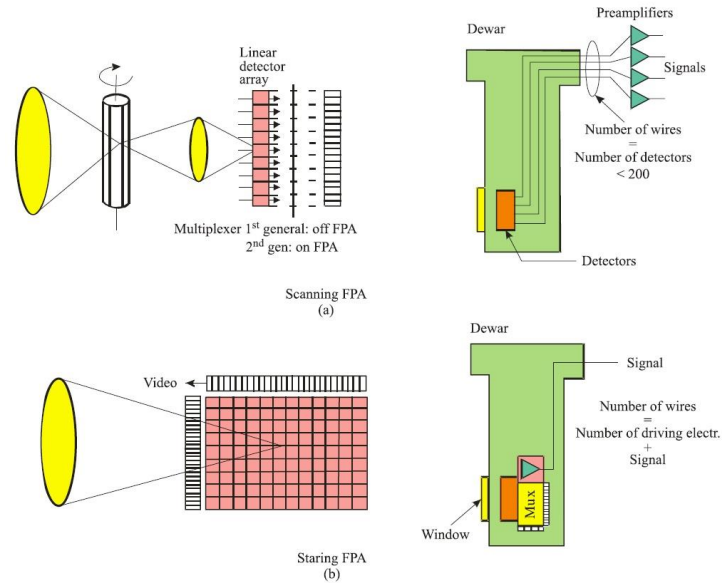 Linear
detector
array
Multiplexer 1st general: off FPA
2nd gen: on FPA
Scanning FPA
(a)
Dewar
Preamplifiers
Signals
Number of wires
=
Number of detectors
< 200
Detectors
Video
Staring FPA
(b)
Dewar
Signal
Number of wires
=
Number of driving electr.
+
Signal
Mux
Window